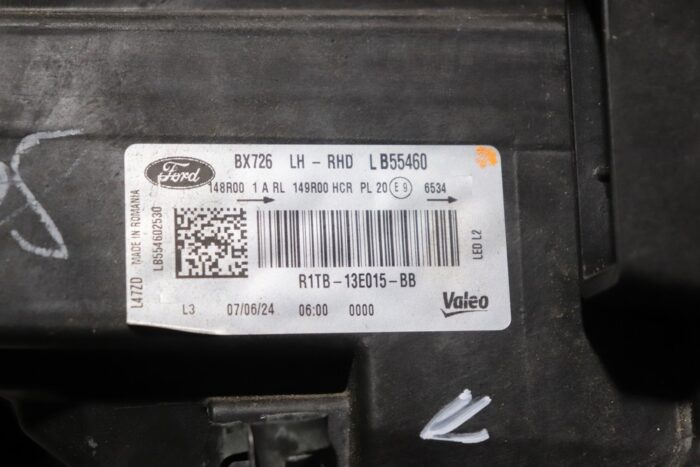 Ford
BX726 LH - RHD LB55460
148R00 1 A RL 149R00 HCR PL 20 E9 6534
L47ZD MADE IN ROMANIA
LB554602530
LED L2
R1TB-13E015-BB
L3 07/06/24 06:00 0000
Valeo